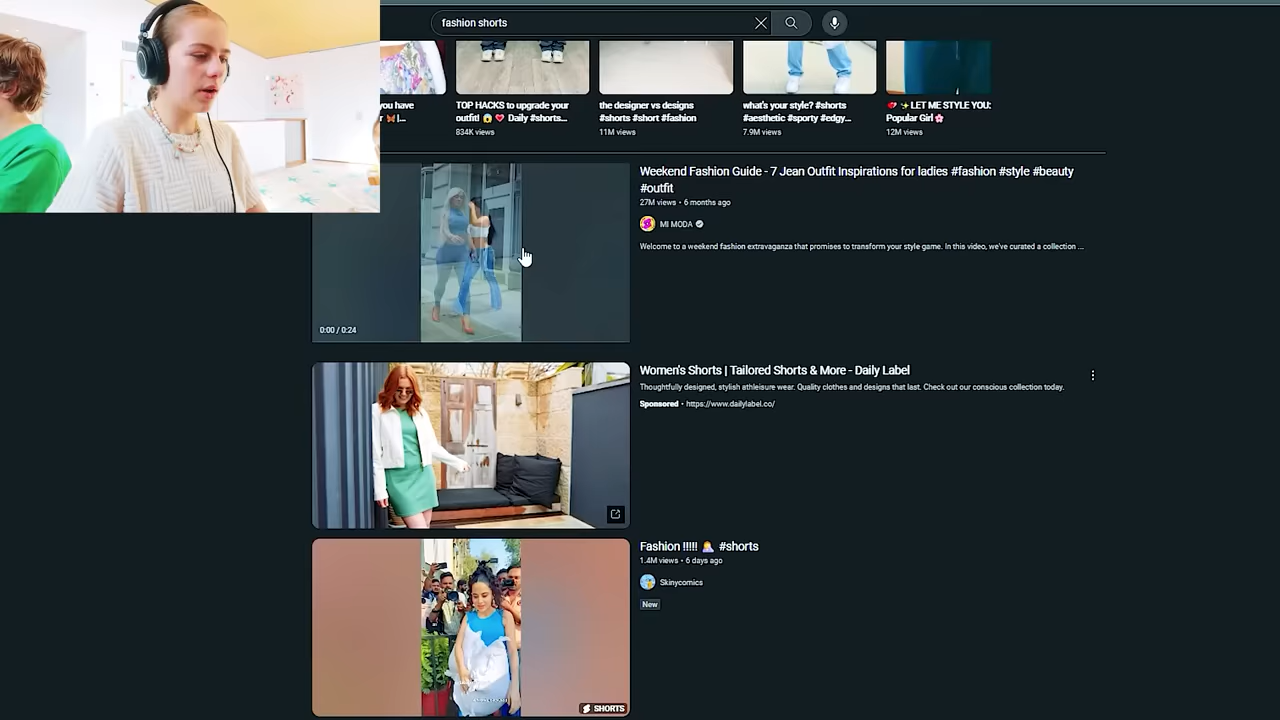 fashion shorts
you have
TOP HACKS to upgrade your
outfit! 😱 💗 Daily #shorts...
834K views
the designer vs designs
#shorts #short #fashion
11M views
what's your style? #shorts
#aesthetic #sporty #edgy...
7.9M views
💕 ✨ LET ME STYLE YOU:
Popular Girl 🌸
12M views
Weekend Fashion Guide - 7 Jean Outfit Inspirations for ladies #fashion #style #beauty
#outfit
27M views • 6 months ago
MI MODA
Welcome to a weekend fashion extravaganza that promises to transform your style game. In this video, we've curated a collection ...
0:00 / 0:24
Women's Shorts | Tailored Shorts & More - Daily Label
Thoughtfully designed, stylish athleisure wear. Quality clothes and designs that last. Check out our conscious collection today.
Sponsored • https://www.dailylabel.co/
Fashion !!!!! 🤷‍♀️ #shorts
1.4M views • 6 days ago
Skinycomics
New
SHORTS